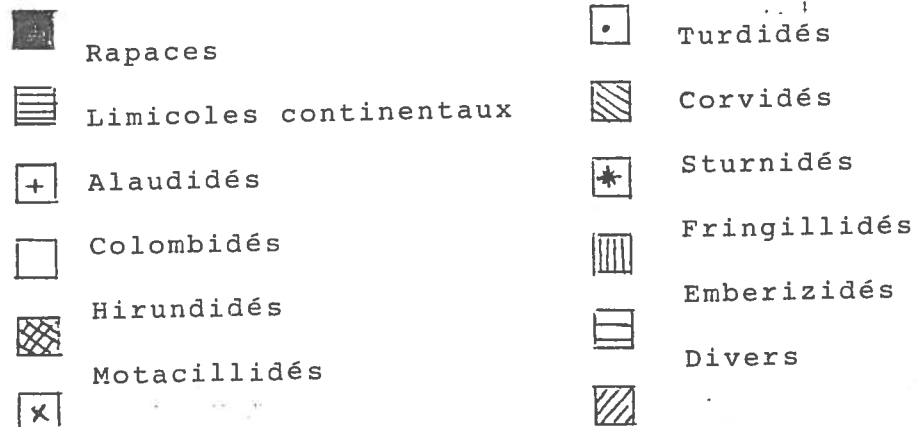 Rapaces
Limicoles continentaux
Alaudidés
Colombidés
Hirundidés
Motacillidés
Turdidés
Corvidés
Sturnidés
Fringillidés
Emberizidés
Divers